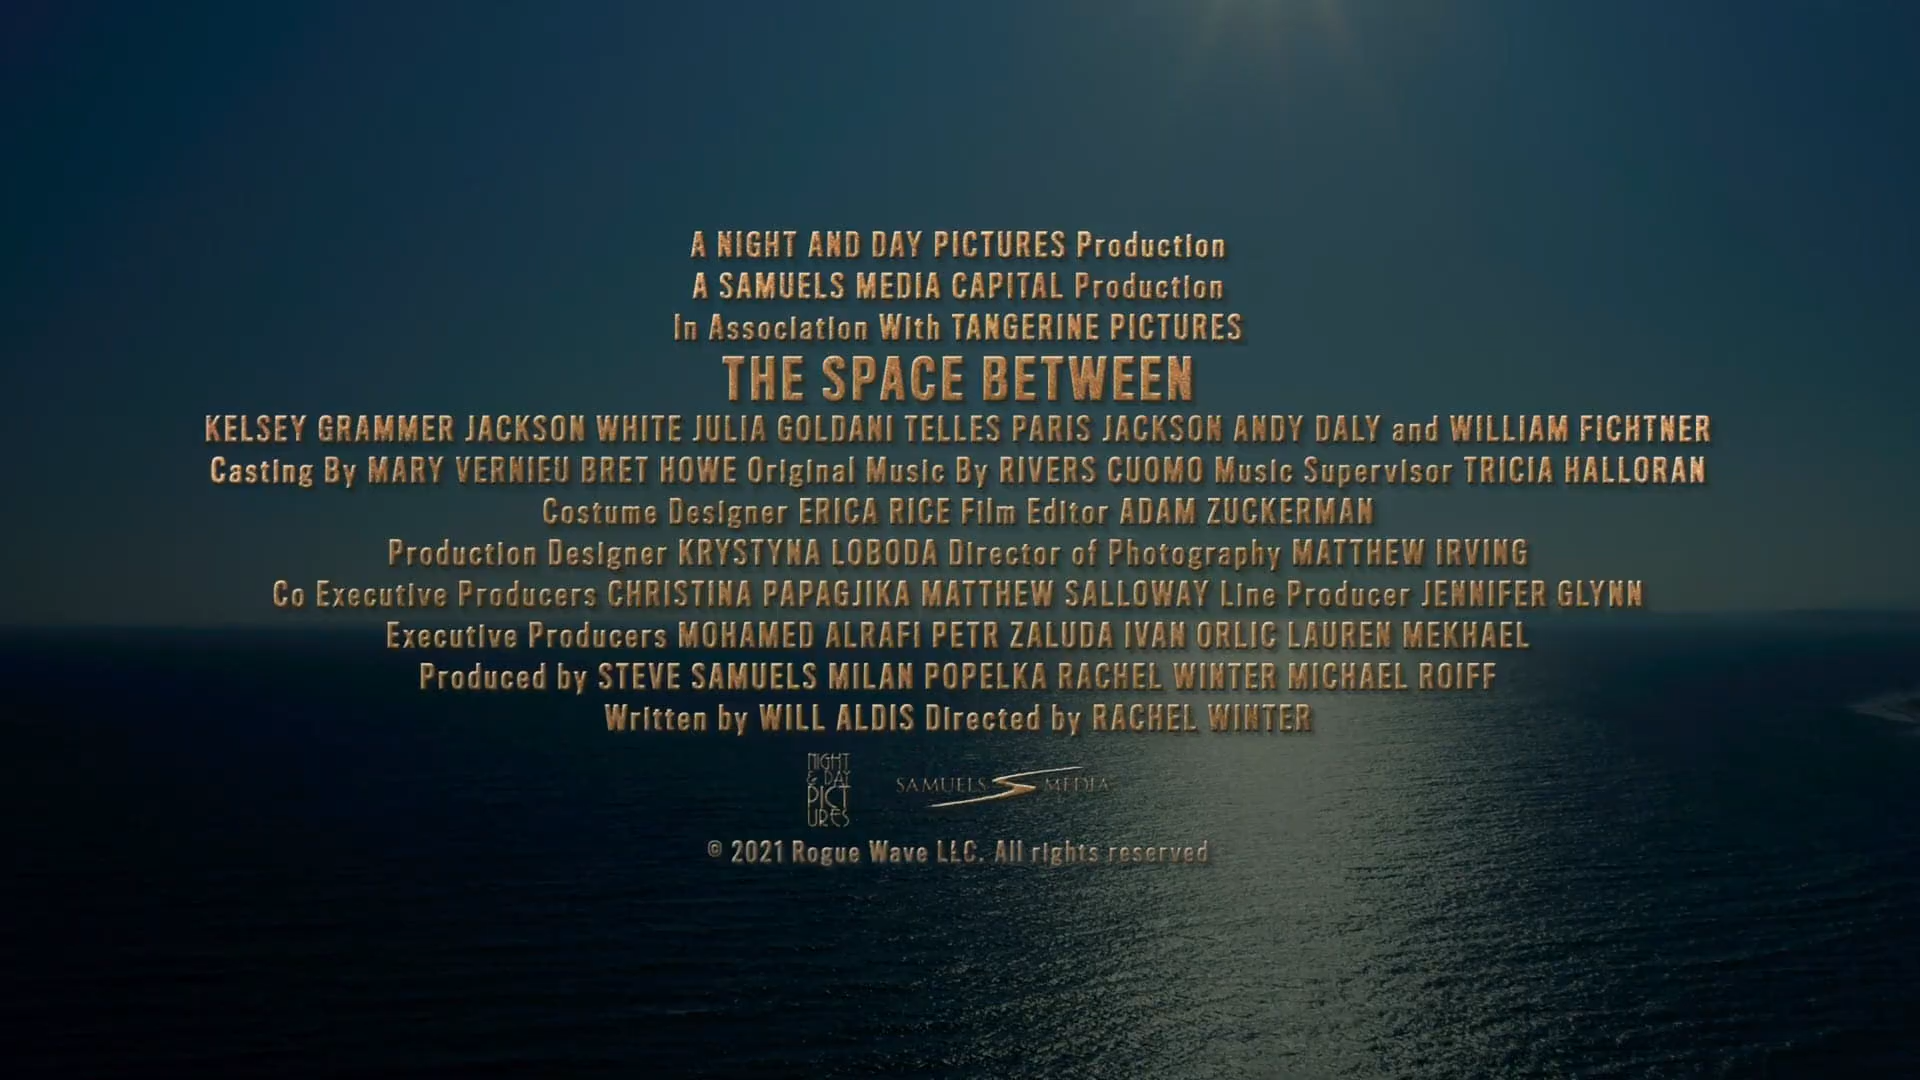 A NIGHT AND DAY PICTURES Production
A SAMUELS MEDIA CAPITAL Production
In Association With TANGERINE PICTURES
THE SPACE BETWEEN
KELSEY GRAMMER JACKSON WHITE JULIA GOLDANI TELLES PARIS JACKSON ANDY DALY and WILLIAM FICHTNER
Casting By MARY VERNIEU BRET HOWE Original Music By RIVERS CUOMO Music Supervisor TRICIA HALLORAN
Costume Designer ERICA RICE Film Editor ADAM ZUCKERMAN
Production Designer KRYSTYNA LOBODA Director of Photography MATTHEW IRVING
Co Executive Producers CHRISTINA PAPAGJIKA MATTHEW SALLOWAY Line Producer JENNIFER GLYNN
Executive Producers MOHAMED ALRAFI PETR ZALUDA IVAN ORLIC LAUREN MEKHAEL
Produced by STEVE SAMUELS MILAN POPELKA RACHEL WINTER MICHAEL ROIFF
Written by WILL ALDIS Directed by RACHEL WINTER
NIGHT
& DAY
PICT
URES
SAMUELS MEDIA
© 2021 Rogue Wave LLC. All rights reserved